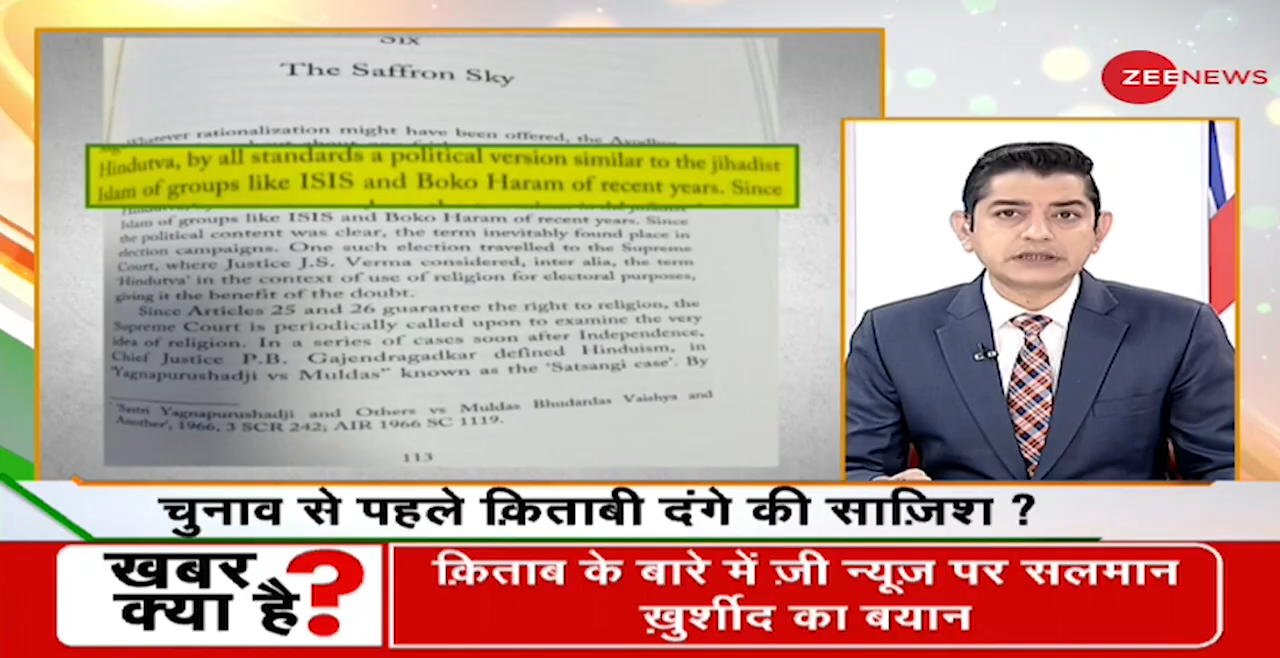 Six
The Saffron Sky
Whatever rationalization might have been offered, the Ayodhya
Hindutva, by all standards a political version similar to the jihadist
Islam of groups like ISIS and Boko Haram of recent years. Since
Islam of groups like ISIS and Boko Haram of recent years. Since
the political content was clear, the term inevitably found place in
election campaigns. One such election travelled to the Supreme
Court, where Justice J.S. Verma considered, inter alia, the term
'Hindutva' in the context of use of religion for electoral purposes,
giving it the benefit of the doubt.
Since Articles 25 and 26 guarantee the right to religion, the
Supreme Court is periodically called upon to examine the very
idea of religion. In a series of cases soon after Independence,
Chief Justice P.B. Gajendragadkar defined Hinduism, in
'Yagnapurushadji vs Muldas" known as the 'Satsangi case'. By
'Sastri Yagnapurushadji and Others vs Muldas Bhudardas Vaishya and
Another', 1966, 3 SCR 242; AIR 1966 SC 1119.
113
ZEENEWS
चुनाव से पहले क़िताबी दंगे की साज़िश ?
ख़बर
क्या है?
क़िताब के बारे में ज़ी न्यूज़ पर सलमान
ख़ुर्शीद का बयान